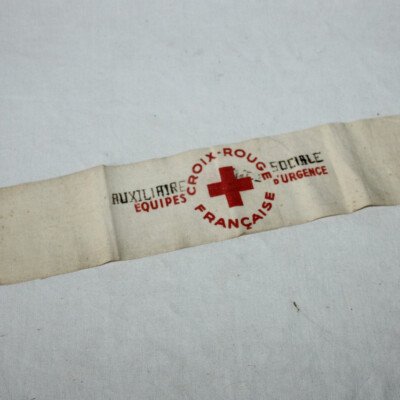 AUXILIAIRE SOCIALE
EQUIPES D'URGENCE
CROIX-ROUGE
FRANÇAISE